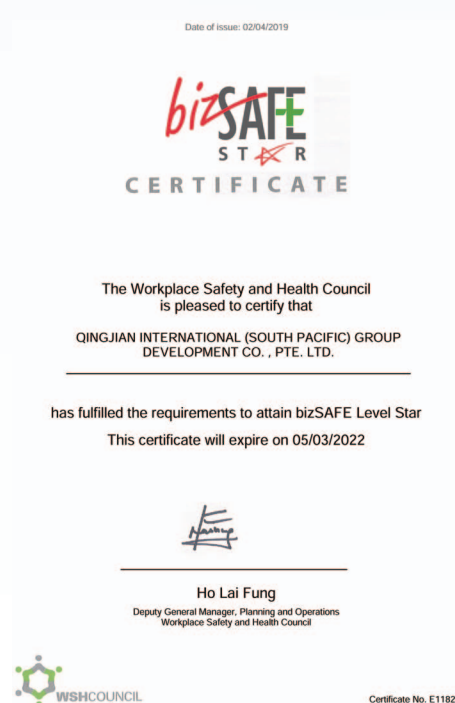 Date of issue: 02/04/2019
bizSAFE
STAR
CERTIFICATE
The Workplace Safety and Health Council
is pleased to certify that
QINGJIAN INTERNATIONAL (SOUTH PACIFIC) GROUP
DEVELOPMENT CO. , PTE. LTD.
has fulfilled the requirements to attain bizSAFE Level Star
This certificate will expire on 05/03/2022
Ho Lai Fung
Deputy General Manager, Planning and Operations
Workplace Safety and Health Council
WSHCOUNCIL
Certificate No. E1182